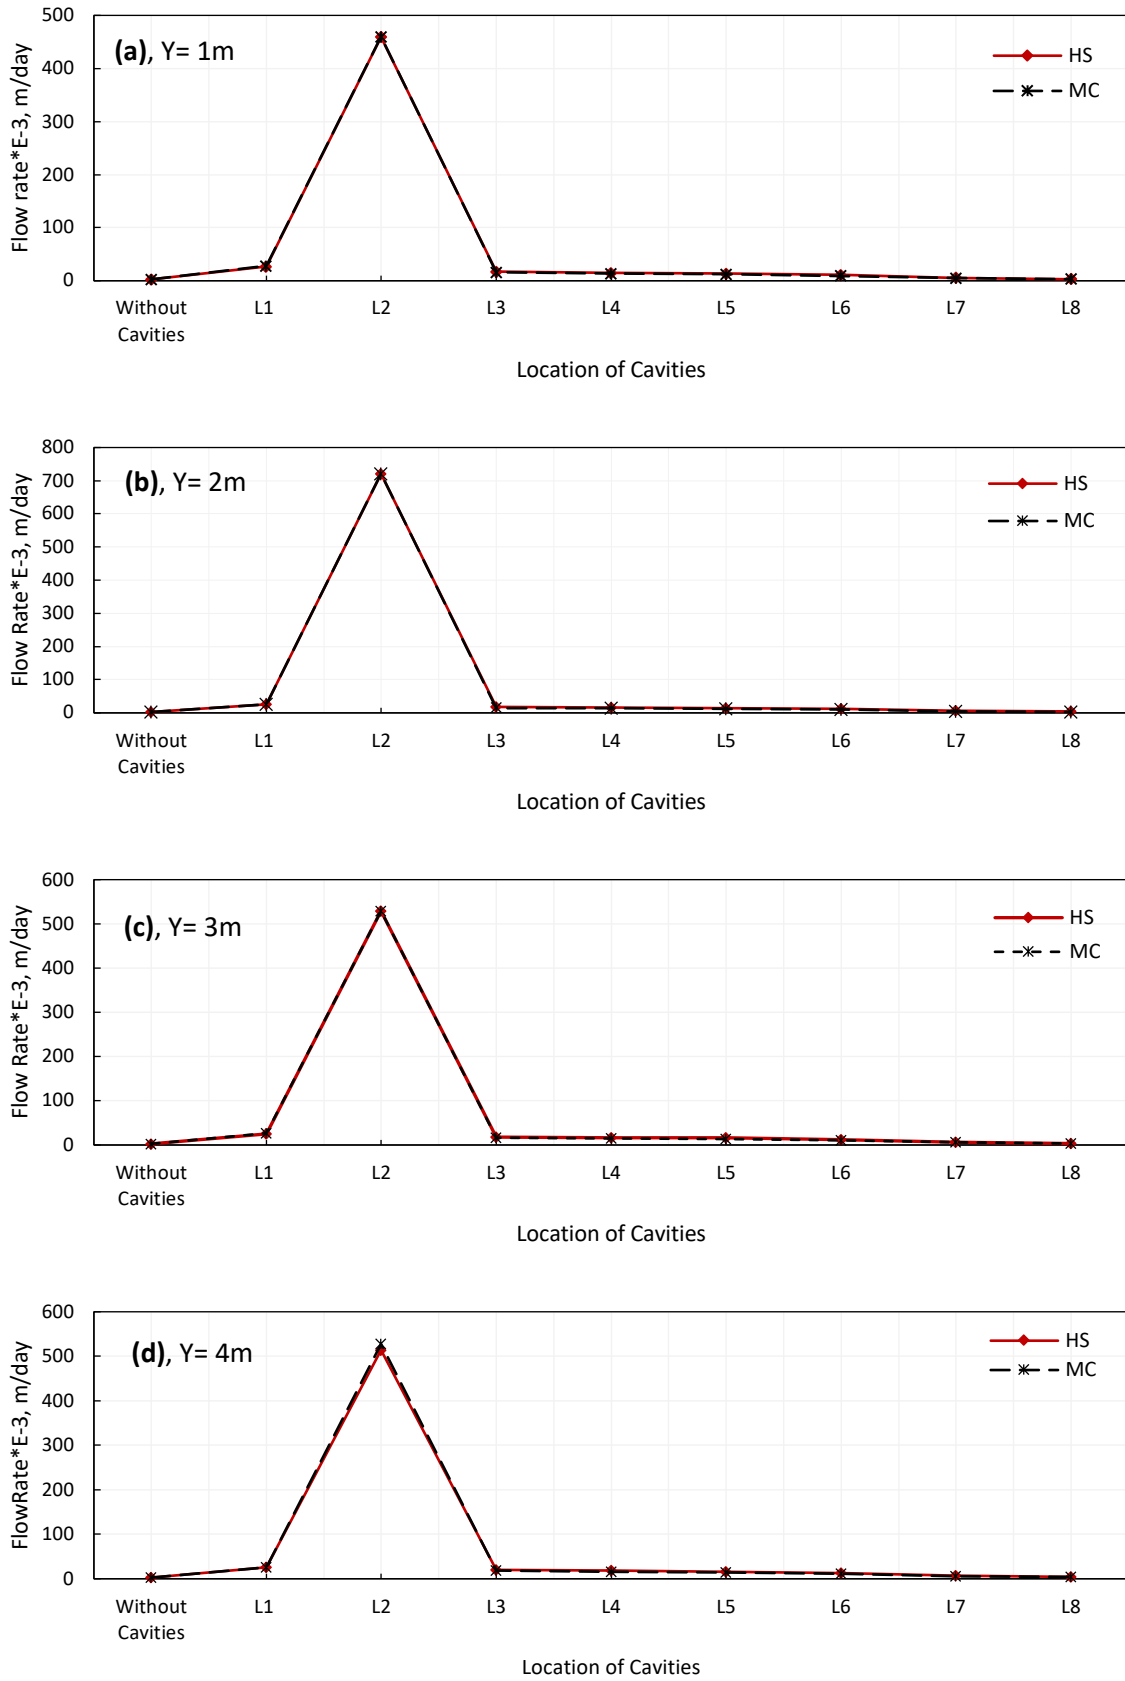 (a), Y= 1m
HS
MC
Flow rate*E-3, m/day
500
400
300
200
100
0
Without Cavities
L1
L2
L3
L4
L5
L6
L7
L8
Location of Cavities
(b), Y= 2m
HS
MC
Flow Rate*E-3, m/day
800
700
600
500
400
300
200
100
0
Without Cavities
L1
L2
L3
L4
L5
L6
L7
L8
Location of Cavities
(c), Y= 3m
HS
MC
Flow Rate*E-3, m/day
600
500
400
300
200
100
0
Without Cavities
L1
L2
L3
L4
L5
L6
L7
L8
Location of Cavities
(d), Y= 4m
HS
MC
FlowRate*E-3, m/day
600
500
400
300
200
100
0
Without Cavities
L1
L2
L3
L4
L5
L6
L7
L8
Location of Cavities